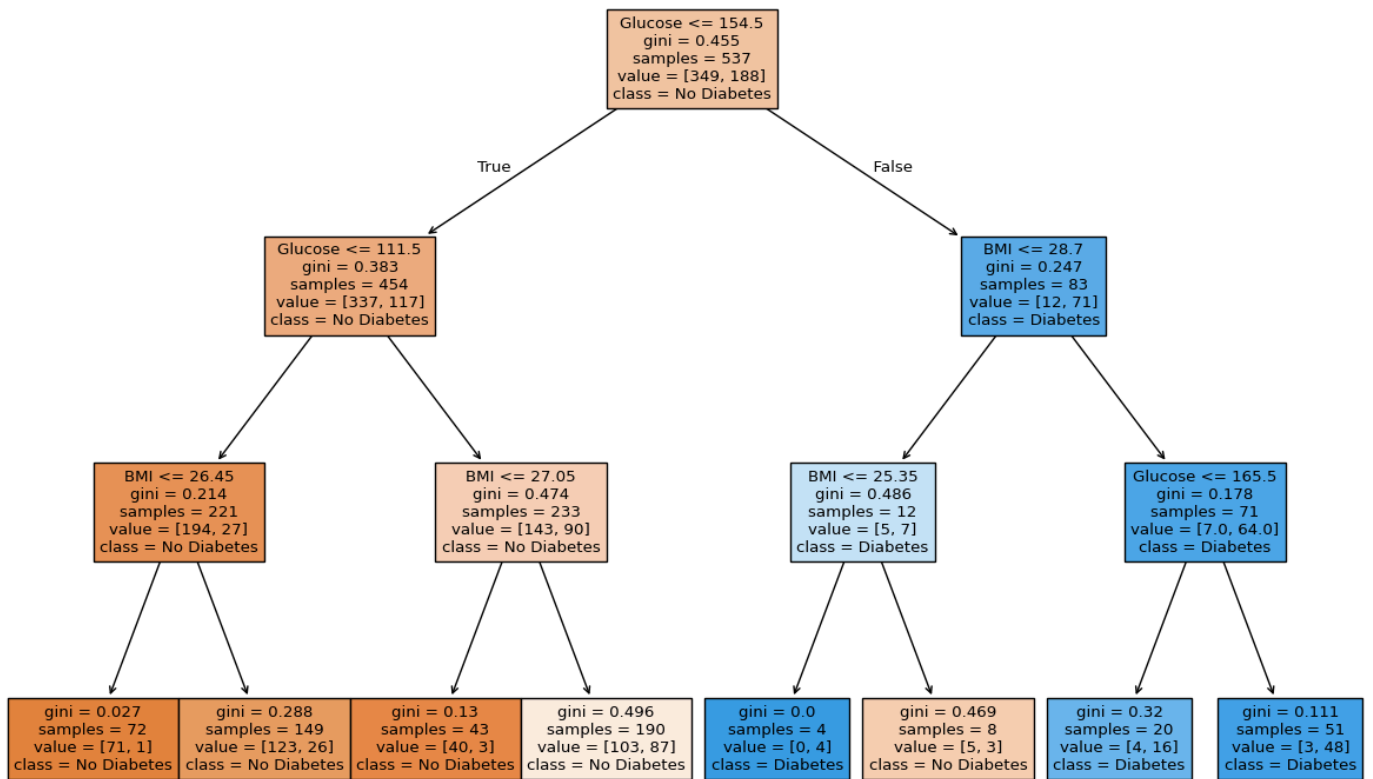 Glucose <= 154.5
gini = 0.455
samples = 537
value = [349, 188]
class = No Diabetes
True
False
Glucose <= 111.5
gini = 0.383
samples = 454
value = [337, 117]
class = No Diabetes
BMI <= 28.7
gini = 0.247
samples = 83
value = [12, 71]
class = Diabetes
BMI <= 26.45
gini = 0.214
samples = 221
value = [194, 27]
class = No Diabetes
BMI <= 27.05
gini = 0.474
samples = 233
value = [143, 90]
class = No Diabetes
BMI <= 25.35
gini = 0.486
samples = 12
value = [5, 7]
class = Diabetes
Glucose <= 165.5
gini = 0.178
samples = 71
value = [7.0, 64.0]
class = Diabetes
gini = 0.027
samples = 72
value = [71, 1]
class = No Diabetes
gini = 0.288
samples = 149
value = [123, 26]
class = No Diabetes
gini = 0.13
samples = 43
value = [40, 3]
class = No Diabetes
gini = 0.496
samples = 190
value = [103, 87]
class = No Diabetes
gini = 0.0
samples = 4
value = [0, 4]
class = Diabetes
gini = 0.469
samples = 8
value = [5, 3]
class = No Diabetes
gini = 0.32
samples = 20
value = [4, 16]
class = Diabetes
gini = 0.111
samples = 51
value = [3, 48]
class = Diabetes